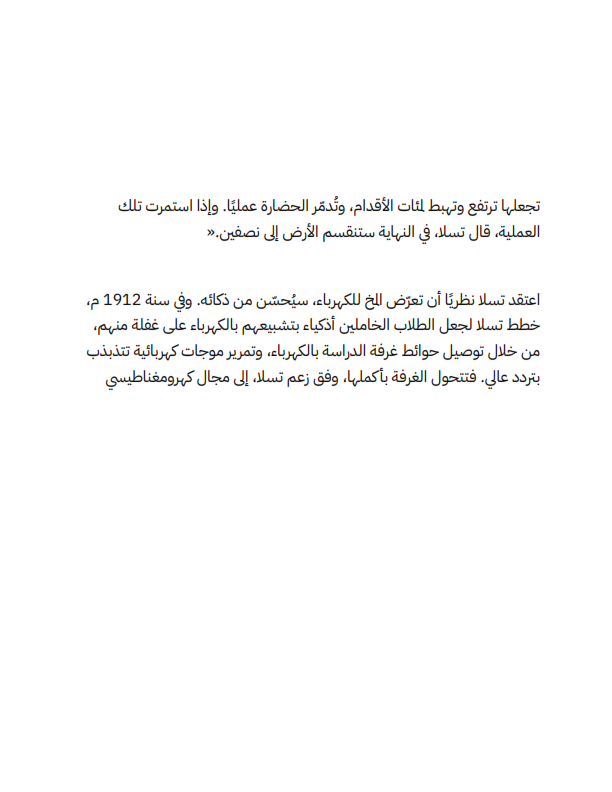 تجعلها ترتفع وتهبط لمئات الأقدام، وتُدمّر الحضارة عمليًا. وإذا استمرت تلك
العملية، قال تسلا، في النهاية ستنقسم الأرض إلى نصفين.»
اعتقد تسلا نظريًا أن تعرّض المخ للكهرباء، سيُحسّن من ذكائه. وفي سنة 1912 م،
خطط تسلا لجعل الطلاب الخاملين أذكياء بتشبيعهم بالكهرباء على غفلة منهم،
من خلال توصيل حوائط غرفة الدراسة بالكهرباء، وتمرير موجات كهربائية تتذبذب
بتردد عالي. فتتحول الغرفة بأكملها، وفق زعم تسلا، إلى مجال كهرومغناطيسي